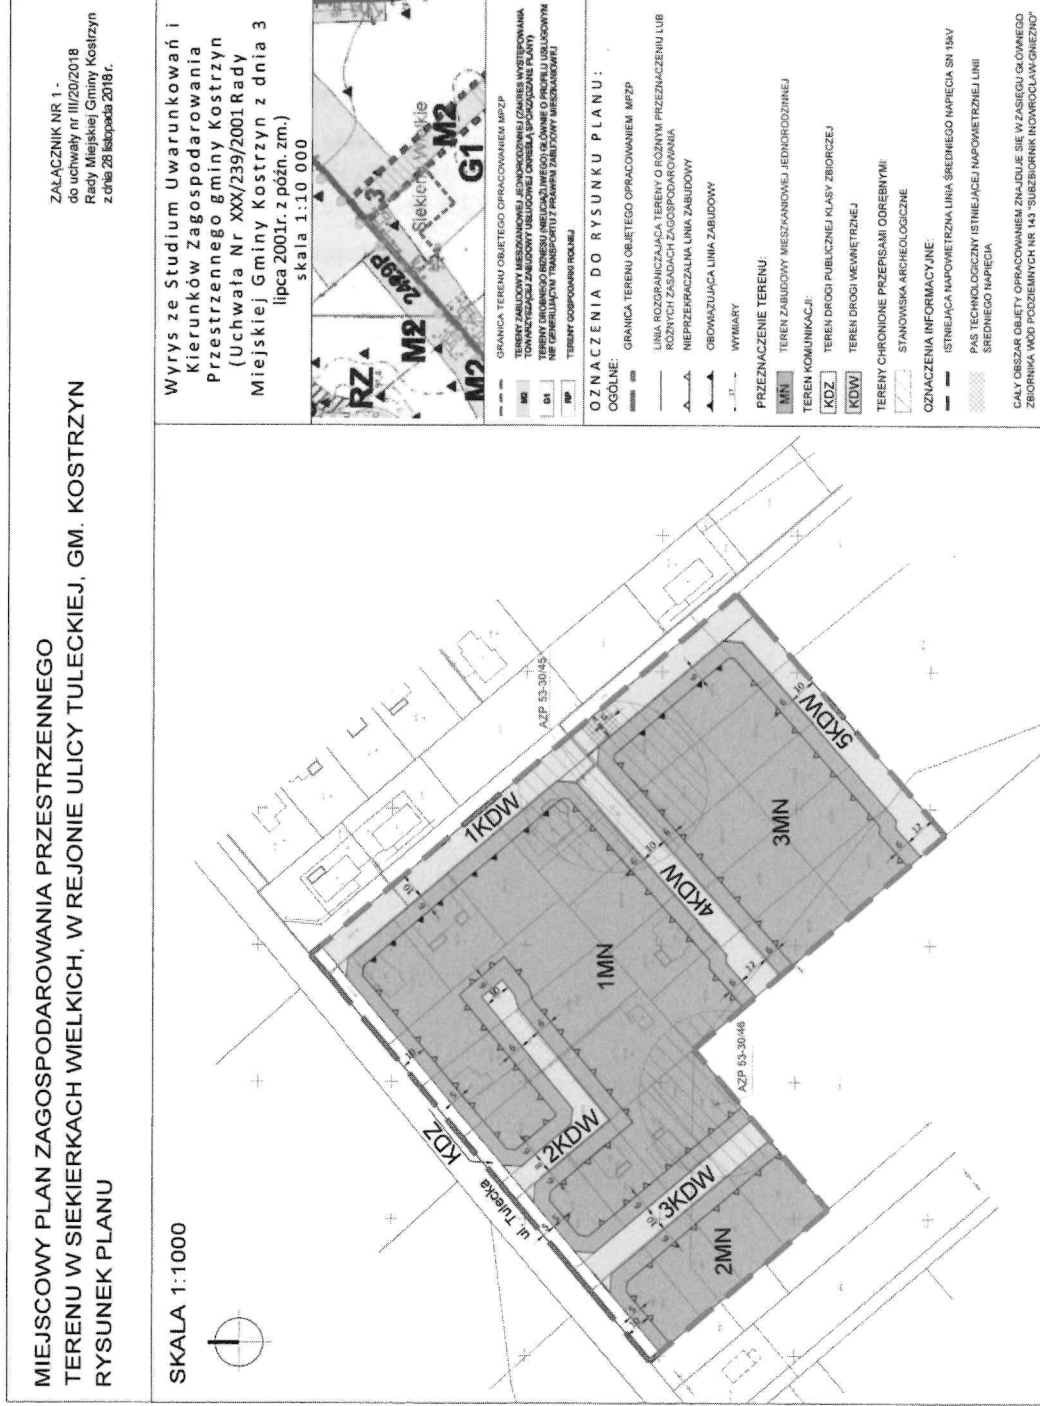 MIEJSCOWY PLAN ZAGOSPODAROWANIA PRZESTRZENNEGO
TERENU W SIEKIERKACH WIELKICH, W REJONIE ULICY TULECKIEJ, GM. KOSTRZYN
RYSUNEK PLANU
ZAŁĄCZNIK NR 1 -
do uchwały nr III/20/2018
Rady Miejskiej Gminy Kostrzyn
z dnia 28 listopada 2018r.
SKALA 1:1000
KDZ
ul. Tulecka
1KDW
2KDW
3KDW
4KDW
5KDW
1MN
2MN
3MN
AZP 53-30/45
AZP 53-30/46
Wyrys ze Studium Uwarunkowań i
Kierunków Zagospodarowania
Przestrzennego gminy Kostrzyn
(Uchwała Nr XXX/239/2001 Rady
Miejskiej Gminy Kostrzyn z dnia 3
lipca 2001r. z późn. zm.)
skala 1:10 000
RZ
M2
2429P
M2
3
Siekierki Wielkie
G1
M2
GRANICA TERENU OBJĘTEGO OPRACOWANIEM MPZP
M2
G1
RP TERENY GOSPODARKI ROLNEJ
OZNACZENIA DO RYSUNKU PLANU:
OGÓLNE:
GRANICA TERENU OBJĘTEGO OPRACOWANIEM MPZP
LINIA ROZGRANICZAJĄCA TERENY O RÓŻNYM PRZEZNACZENIU LUB
RÓŻNYCH ZASADACH ZAGOSPODAROWANIA
NIEPRZEKRACZALNA LINIA ZABUDOWY
OBOWIĄZUJĄCA LINIA ZABUDOWY
WYMIARY
PRZEZNACZENIE TERENU:
MN TEREN ZABUDOWY MIESZKANIOWEJ JEDNORODZINNEJ
TEREN KOMUNIKACJI:
KDZ TEREN DROGI PUBLICZNEJ KLASY ZBIORCZEJ
KDW TEREN DROGI WEWNĘTRZNEJ
TERENY CHRONIONE PRZEPISAMI ODRĘBNYMI:
STANOWISKA ARCHEOLOGICZNE
OZNACZENIA INFORMACYJNE:
ISTNIEJĄCA NAPOWIETRZNA LINIA ŚREDNIEGO NAPIĘCIA SN 15kV
PAS TECHNOLOGICZNY ISTNIEJĄCEJ NAPOWIETRZNEJ LINII
ŚREDNIEGO NAPIĘCIA
CAŁY OBSZAR OBJĘTY OPRACOWANIEM ZNAJDUJE SIĘ W ZASIĘGU GŁÓWNEGO
ZBIORNIKA WÓD PODZIEMNYCH NR 143 "SUBZBIORNIK INOWROCŁAW-GNIEZNO"